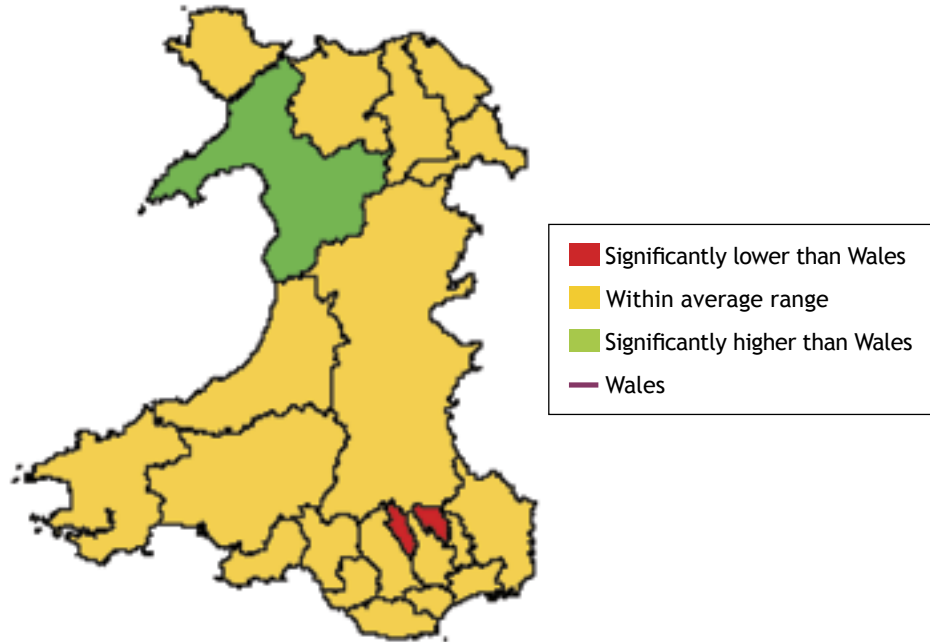 Significantly lower than Wales
Within average range
Significantly higher than Wales
Wales